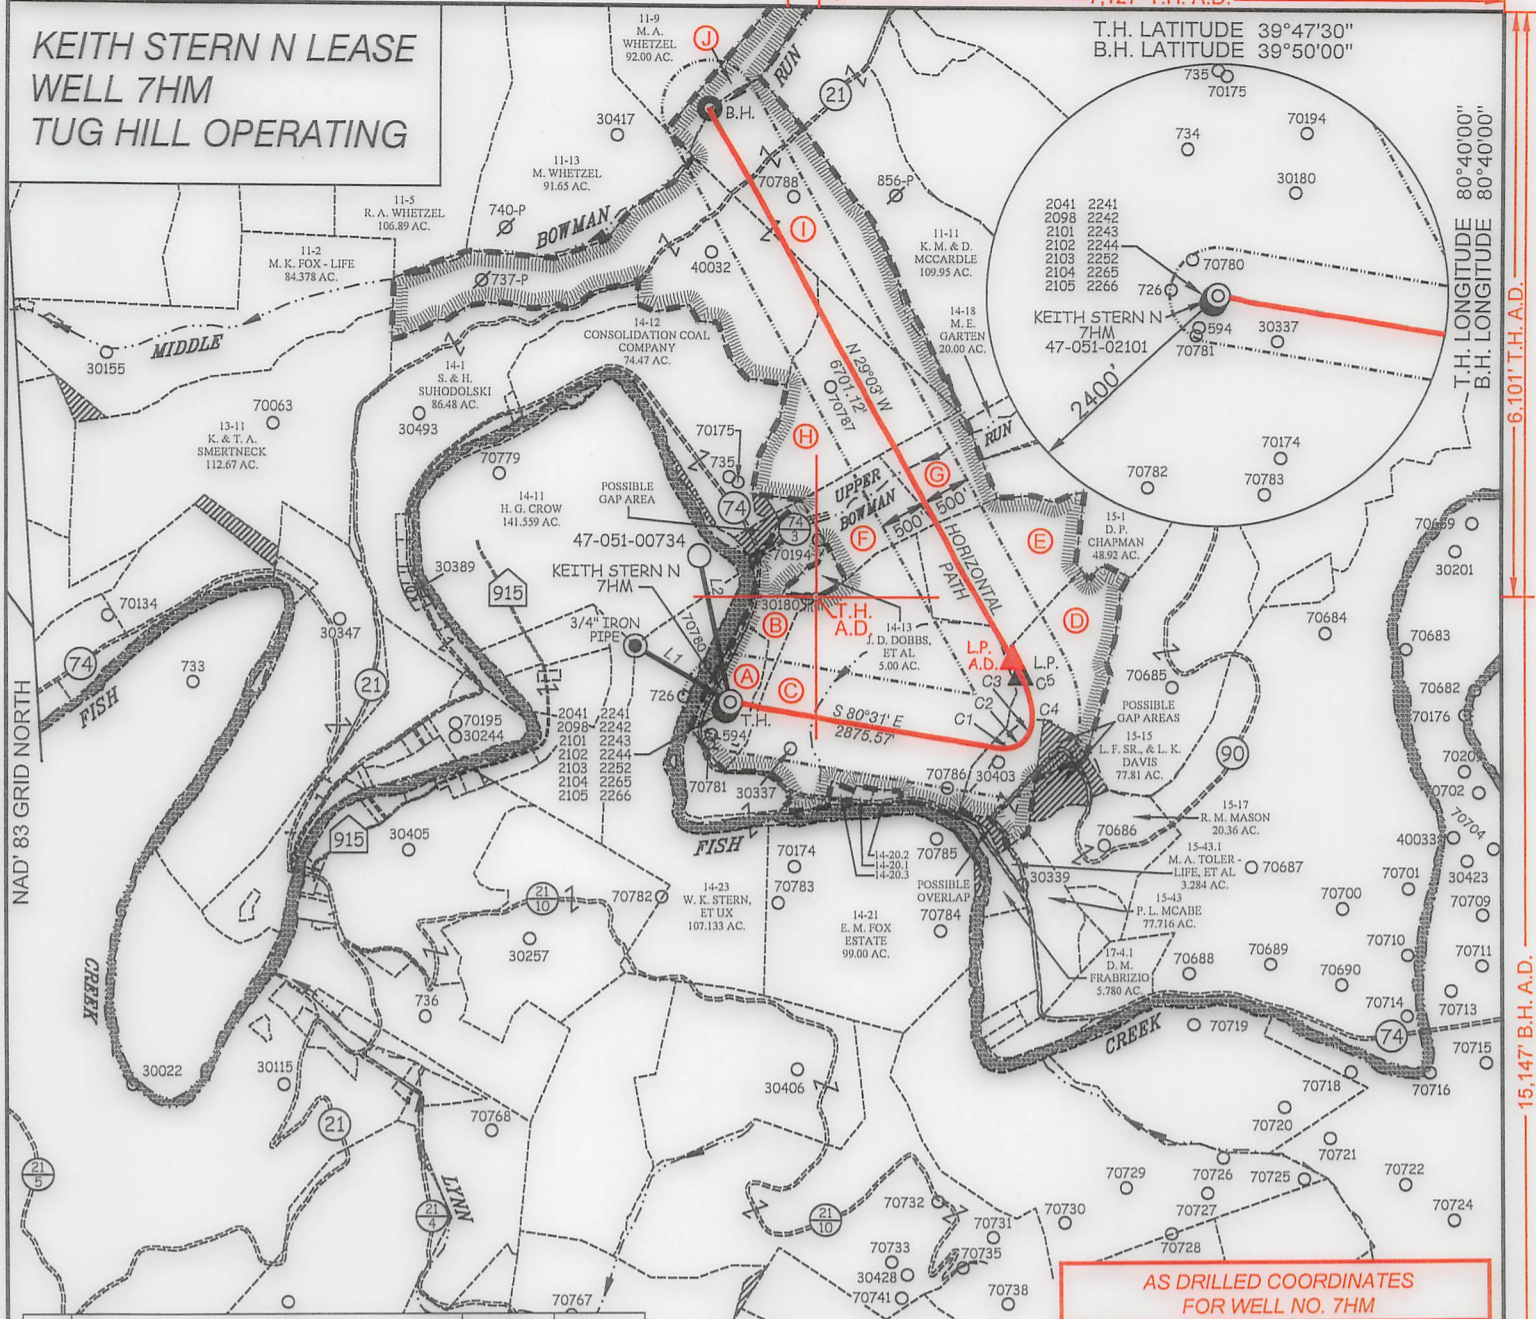 7,127' T.H. A.D.
KEITH STERN N LEASE
WELL 7HM
TUG HILL OPERATING
11-9
M. A.
WHETZEL
92.00 AC.
J
RUN
21
B.H.
T.H. LATITUDE 39°47'30"
B.H. LATITUDE 39°50'00"
735
70175
734
70194
30180
2041 2241
2098 2242
2101 2243
2102 2244
2103 2252
2104 2265
2105 2266
70780
726
KEITH STERN N
7HM
47-051-02101
594
70781
30337
2400'
70174
70783
70782
T.H. LONGITUDE 80°40'00"
B.H. LONGITUDE 80°40'00"
6,101' T.H. A.D.
15,147' B.H. A.D.
30417
11-13
M. WHETZEL
91.65 AC.
11-5
R. A. WHETZEL
106.89 AC.
740-P
BOWMAN
70788
856-P
I
11-11
K. M. & D.
MCCARDLE
109.95 AC.
11-2
M. K. FOX - LIFE
84.378 AC.
737-P
40032
14-12
CONSOLIDATION COAL
COMPANY
74.47 AC.
14-18
M. E.
GARTEN
20.00 AC.
MIDDLE
30155
14-1
S. & H.
SUHODOLSKI
86.48 AC.
N 29°03' W
6701.12'
70787
70063
30493
13-11
K. & T. A.
SMERTNECK
112.67 AC.
70175
735
H
RUN
70779
POSSIBLE
GAP AREA
14-11
H. G. CROW
141.559 AC.
74
74
3
UPPER
BOWMAN
G
500'
500'
F
E
HORIZONTAL
PATH
15-1
D. P.
CHAPMAN
48.92 AC.
70659
30201
47-051-00734
KEITH STERN N
7HM
70194
30389
915
L2
30180
T.H.
A.D.
B
D
3/4" IRON
PIPE
70780
14-13
J. D. DOBBS,
ET AL
5.00 AC.
70134
30347
70684
70683
74
733
FISH
21
L1
A
C
726
T.H.
L.P.
A.D.
L.P.
C3
C5
C2
C4
C1
S 80°31' E
2875.57'
70685
70682
70176
POSSIBLE
GAP AREAS
70195
30244
2041 2241
2098 2242
2101 2243
2102 2244
2103 2252
2104 2265
2105 2266
594
15-15
L. F. SR., & L. K.
DAVIS
77.81 AC.
90
NAD' 83 GRID NORTH
70781
30337
70786
30403
15-17
R. M. MASON
20.36 AC.
70704
915
30405
FISH
70174
70783
14-20.2
14-20.1
14-20.3
70785
70686
15-43.1
M. A. TOLER -
LIFE, ET AL
3.284 AC.
40033
30423
70687
70701
21
10
70782
14-23
W. K. STERN,
ET UX
107.133 AC.
POSSIBLE
OVERLAP
30339
15-43
P. L. MCABE
77.716 AC.
70700
70709
30257
14-21
E. M. FOX
ESTATE
99.00 AC.
70784
17-4.1
D. M.
FRABRIZIO
5.780 AC.
70688
70689
70710
70711
70690
CREEK
736
70714
70713
CREEK
70719
74
70715
30022
30115
30406
70718
70716
21
70768
70720
70721
21
5
LYNN
21
4
21
10
70732
70729
70726
70725
70722
70727
70724
70731
70730
70728
70733
70735
30428
70741
70738
70767
AS DRILLED COORDINATES
FOR WELL NO. 7HM